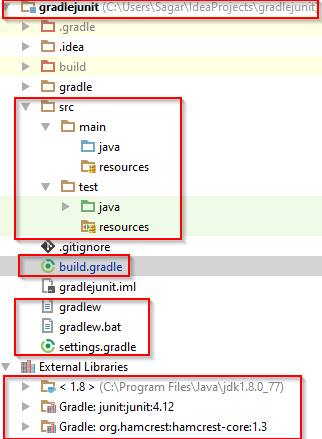 gradlejunit (C:\Users\Sagar\IdeaProjects\gradlejunit
.gradle
.idea
build
gradle
src
main
java
resources
test
java
resources
.gitignore
build.gradle
gradlejunit.iml
gradlew
gradlew.bat
settings.gradle
External Libraries
< 1.8 > (C:\Program Files\Java\jdk1.8.0_77)
Gradle: junit:junit:4.12
Gradle: org.hamcrest:hamcrest-core:1.3